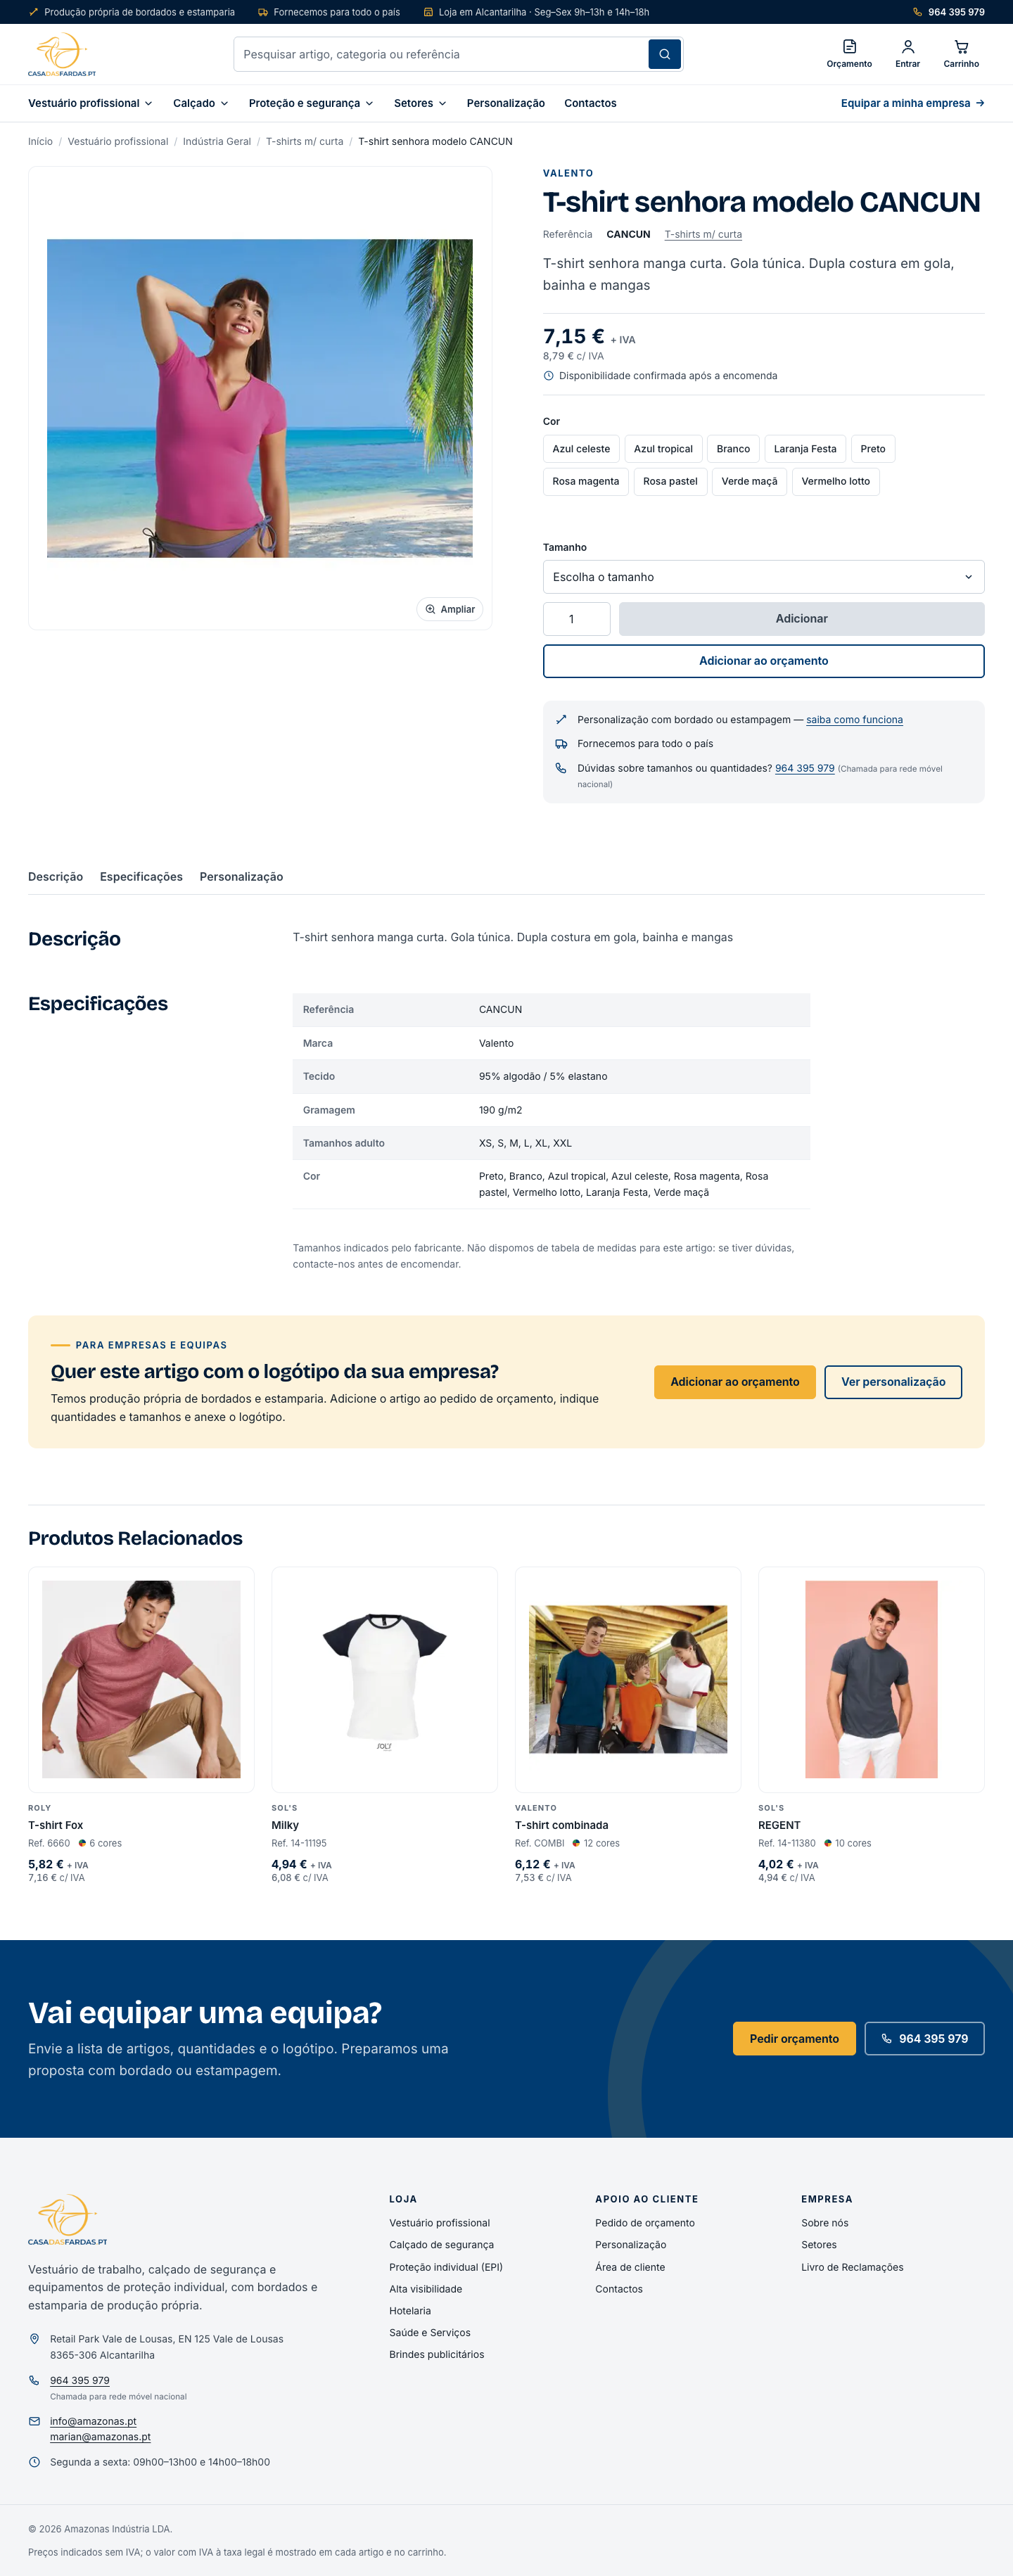 Produção própria de bordados e estamparia
Fornecemos para todo o país
Loja em Alcantarilha · Seg–Sex 9h–13h e 14h–18h
964 395 979
CASADASFARDAS.PT
Pesquisar artigo, categoria ou referência
Orçamento
Entrar
Carrinho
Vestuário profissional
Calçado
Proteção e segurança
Setores
Personalização
Contactos
Equipar a minha empresa →
Início / Vestuário profissional / Indústria Geral / T-shirts m/ curta / T-shirt senhora modelo CANCUN
Ampliar
VALENTO
T-shirt senhora modelo CANCUN
Referência CANCUN T-shirts m/ curta
T-shirt senhora manga curta. Gola túnica. Dupla costura em gola,
bainha e mangas
7,15 € + IVA
8,79 € c/ IVA
Disponibilidade confirmada após a encomenda
Cor
Azul celeste
Azul tropical
Branco
Laranja Festa
Preto
Rosa magenta
Rosa pastel
Verde maçã
Vermelho lotto
Tamanho
Escolha o tamanho
1
Adicionar
Adicionar ao orçamento
Personalização com bordado ou estampagem — saiba como funciona
Fornecemos para todo o país
Dúvidas sobre tamanhos ou quantidades? 964 395 979 (Chamada para rede móvel
nacional)
Descrição
Especificações
Personalização
Descrição
T-shirt senhora manga curta. Gola túnica. Dupla costura em gola, bainha e mangas
Especificações
Referência CANCUN
Marca Valento
Tecido 95% algodão / 5% elastano
Gramagem 190 g/m2
Tamanhos adulto XS, S, M, L, XL, XXL
Cor Preto, Branco, Azul tropical, Azul celeste, Rosa magenta, Rosa
pastel, Vermelho lotto, Laranja Festa, Verde maçã
Tamanhos indicados pelo fabricante. Não dispomos de tabela de medidas para este artigo: se tiver dúvidas,
contacte-nos antes de encomendar.
PARA EMPRESAS E EQUIPAS
Quer este artigo com o logótipo da sua empresa?
Temos produção própria de bordados e estamparia. Adicione o artigo ao pedido de orçamento, indique
quantidades e tamanhos e anexe o logótipo.
Adicionar ao orçamento
Ver personalização
Produtos Relacionados
SOL'S
ROLY
T-shirt Fox
Ref. 6660 6 cores
5,82 € + IVA
7,16 € c/ IVA
SOL'S
Milky
Ref. 14-11195
4,94 € + IVA
6,08 € c/ IVA
VALENTO
T-shirt combinada
Ref. COMBI 12 cores
6,12 € + IVA
7,53 € c/ IVA
SOL'S
REGENT
Ref. 14-11380 10 cores
4,02 € + IVA
4,94 € c/ IVA
Vai equipar uma equipa?
Envie a lista de artigos, quantidades e o logótipo. Preparamos uma
proposta com bordado ou estampagem.
Pedir orçamento
964 395 979
CASADASFARDAS.PT
Vestuário de trabalho, calçado de segurança e
equipamentos de proteção individual, com bordados e
estamparia de produção própria.
Retail Park Vale de Lousas, EN 125 Vale de Lousas
8365-306 Alcantarilha
964 395 979
Chamada para rede móvel nacional
info@amazonas.pt
marian@amazonas.pt
Segunda a sexta: 09h00–13h00 e 14h00–18h00
LOJA
Vestuário profissional
Calçado de segurança
Proteção individual (EPI)
Alta visibilidade
Hotelaria
Saúde e Serviços
Brindes publicitários
APOIO AO CLIENTE
Pedido de orçamento
Personalização
Área de cliente
Contactos
EMPRESA
Sobre nós
Setores
Livro de Reclamações
© 2026 Amazonas Indústria LDA.
Preços indicados sem IVA; o valor com IVA à taxa legal é mostrado em cada artigo e no carrinho.